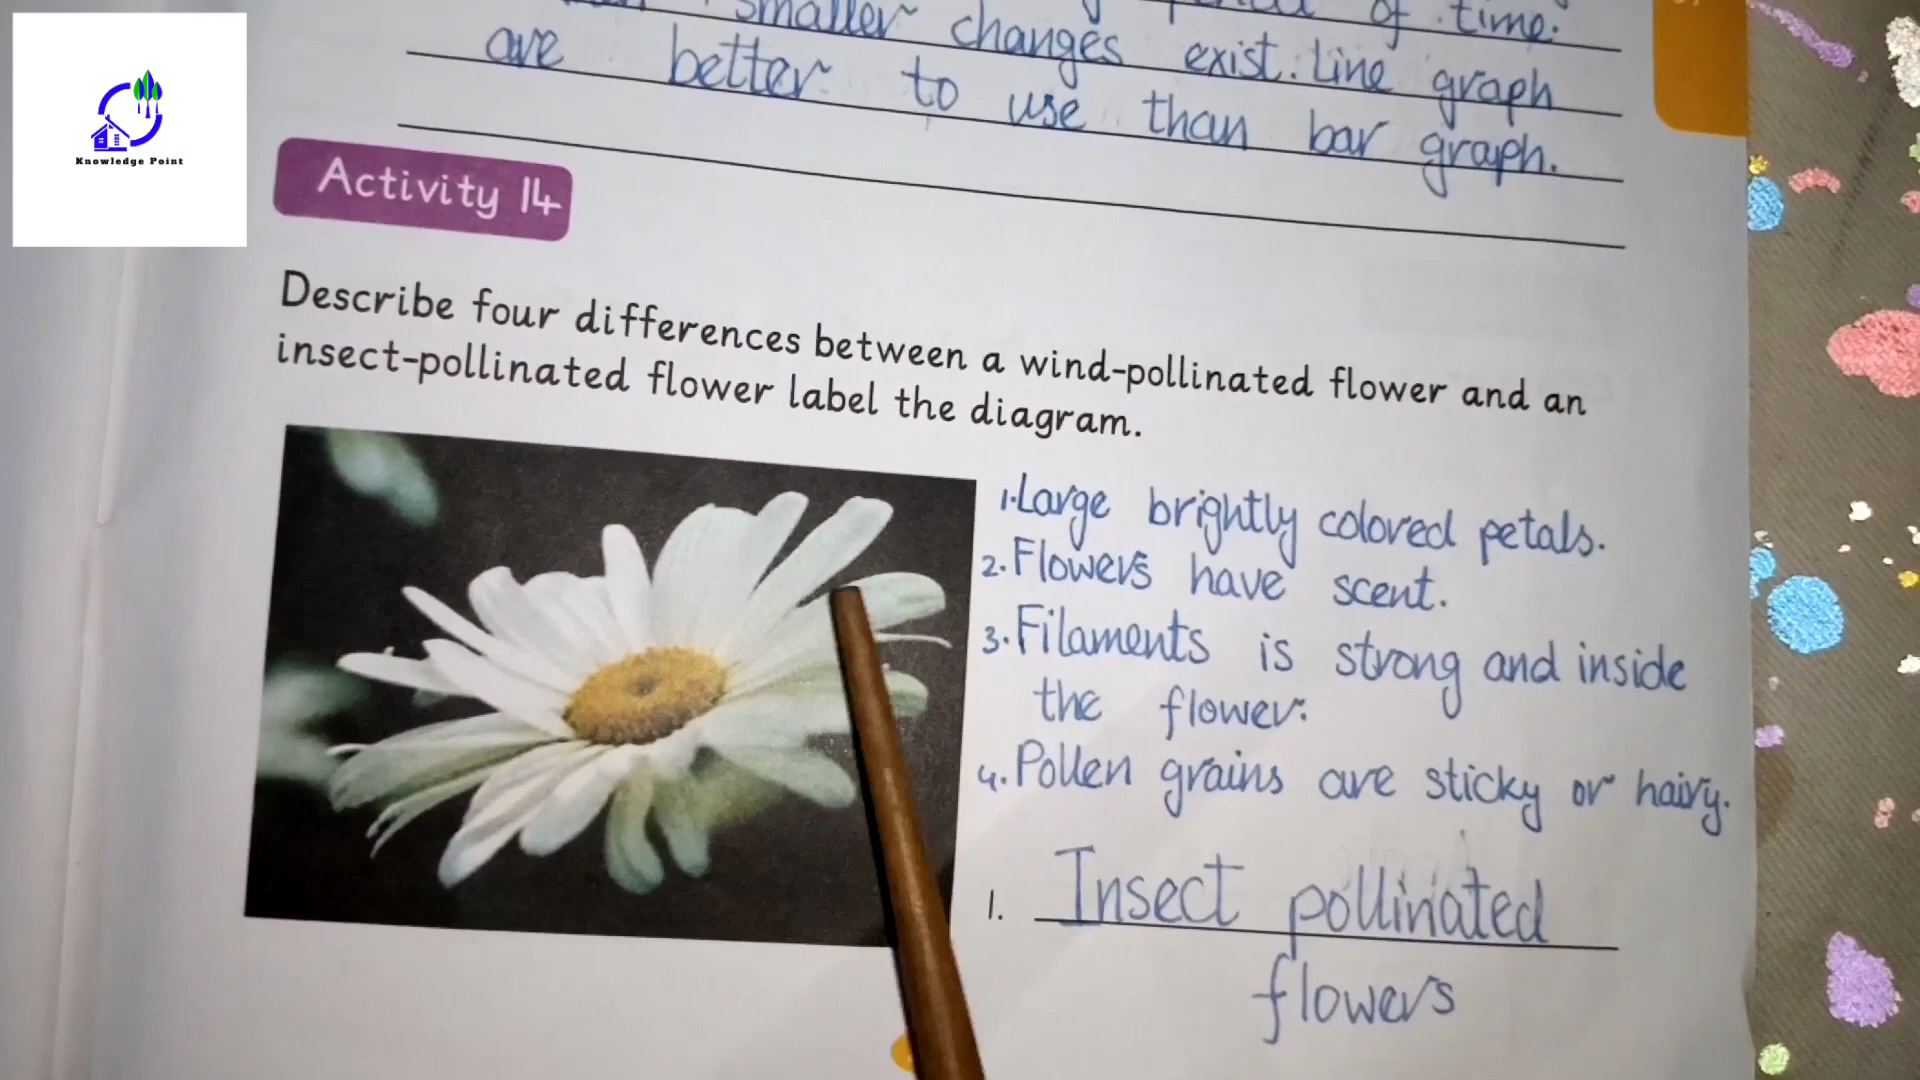 smaller changes of time.
are better to use than bar graph.
exist. Line graph
Knowledge Point
Activity 14
Describe four differences between a wind-pollinated flower and an
insect-pollinated flower label the diagram.
1. Large brightly colored petals.
2. Flowers have scent.
3. Filaments is strong and inside
the flower.
4. Pollen grains are sticky or hairy.
1. Insect pollinated
flowers